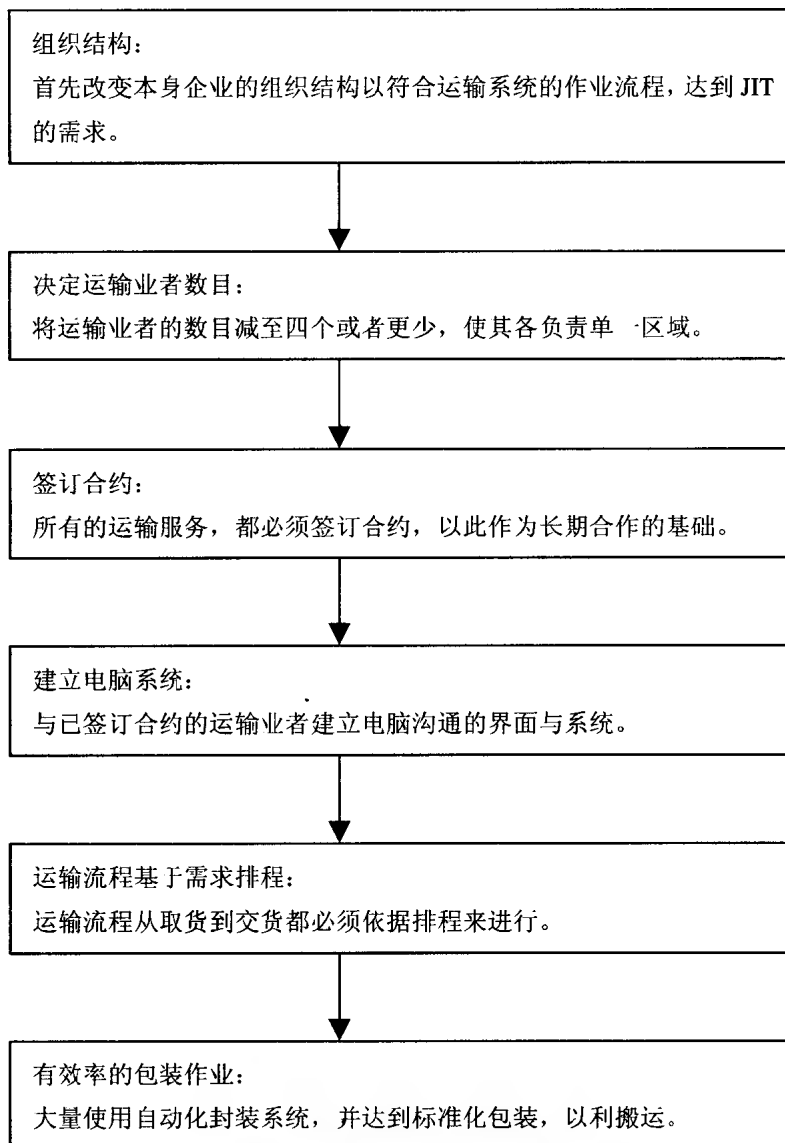 组织结构：
首先改变本身企业的组织结构以符合运输系统的作业流程，达到 JIT
的需求。
决定运输业者数目：
将运输业者的数目减至四个或者更少，使其各负责单一区域。
签订合约：
所有的运输服务，都必须签订合约，以此作为长期合作的基础。
建立电脑系统：
与已签订合约的运输业者建立电脑沟通的界面与系统。
运输流程基于需求排程：
运输流程从取货到交货都必须依据排程来进行。
有效率的包装作业：
大量使用自动化封装系统，并达到标准化包装，以利搬运。